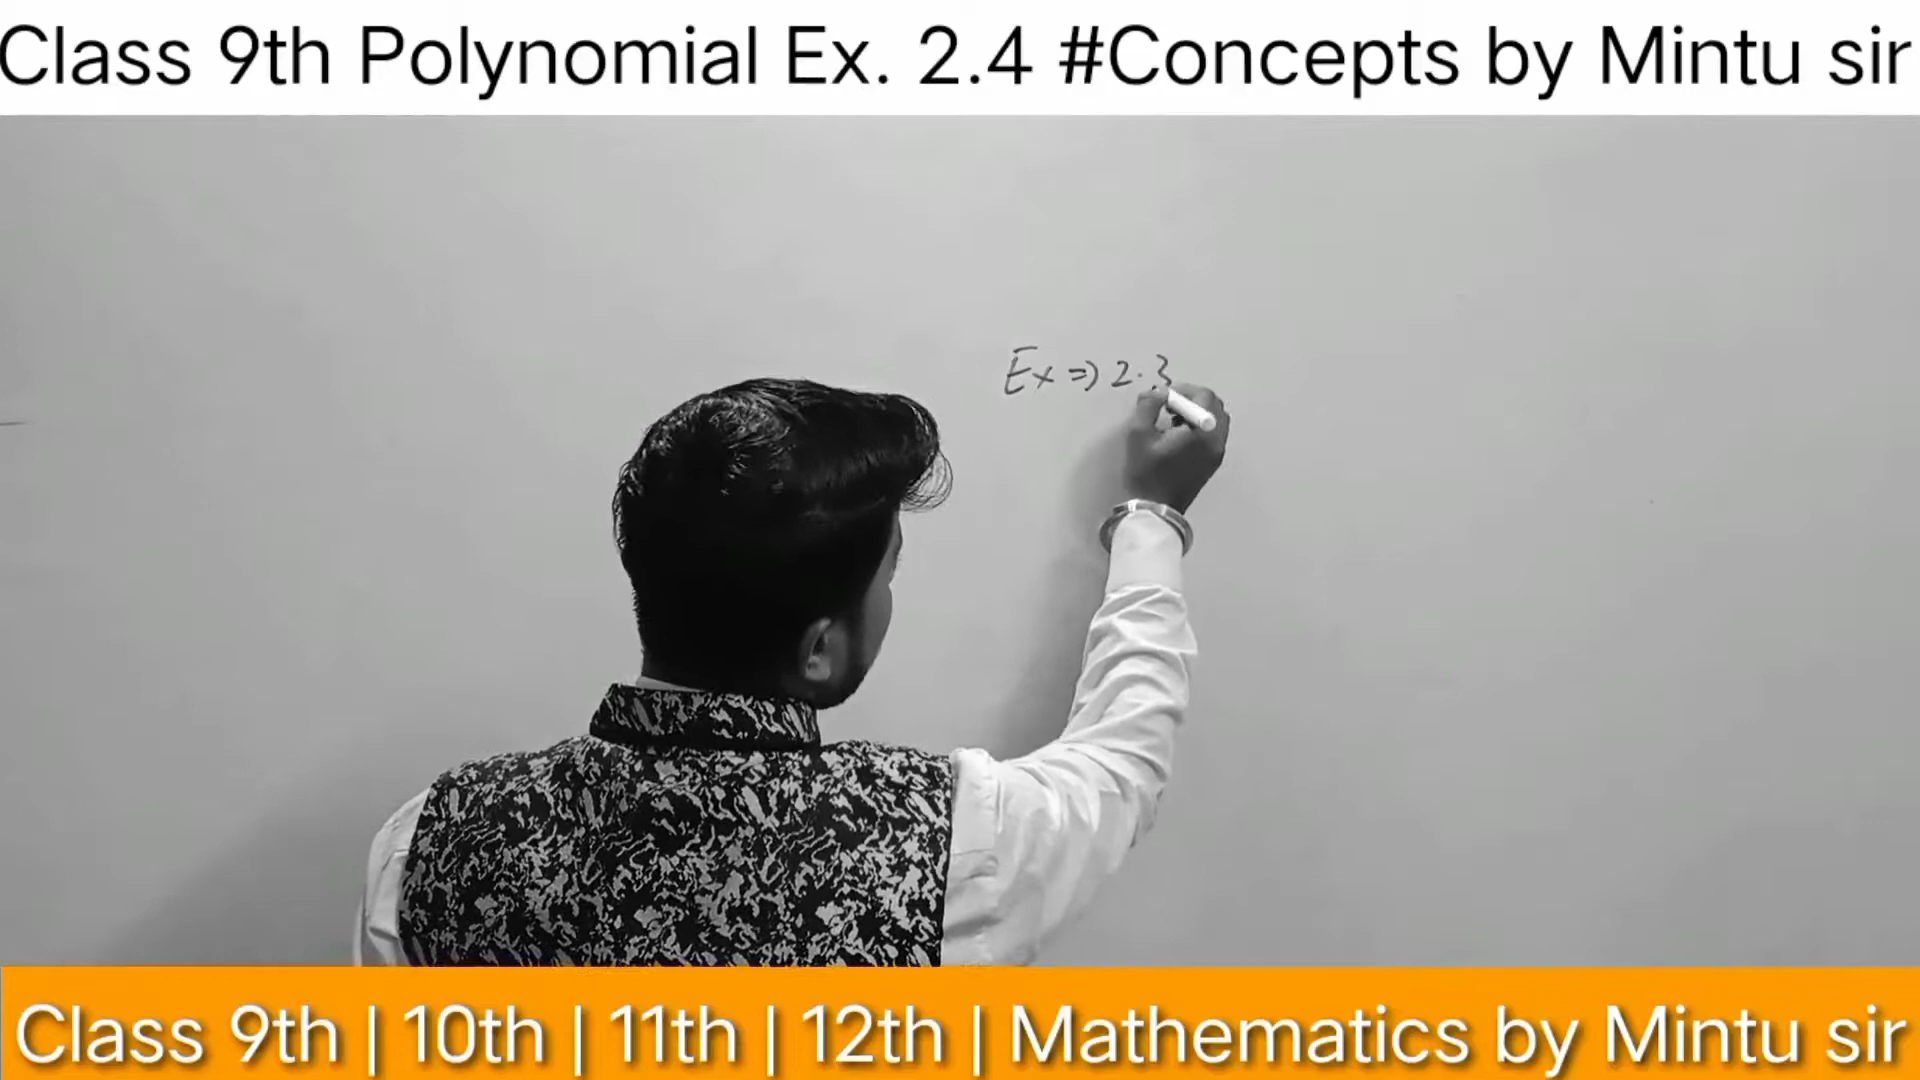 Class 9th Polynomial Ex. 2.4 #Concepts by Mintu sir
Ex => 2.3
Class 9th | 10th | 11th | 12th | Mathematics by Mintu sir